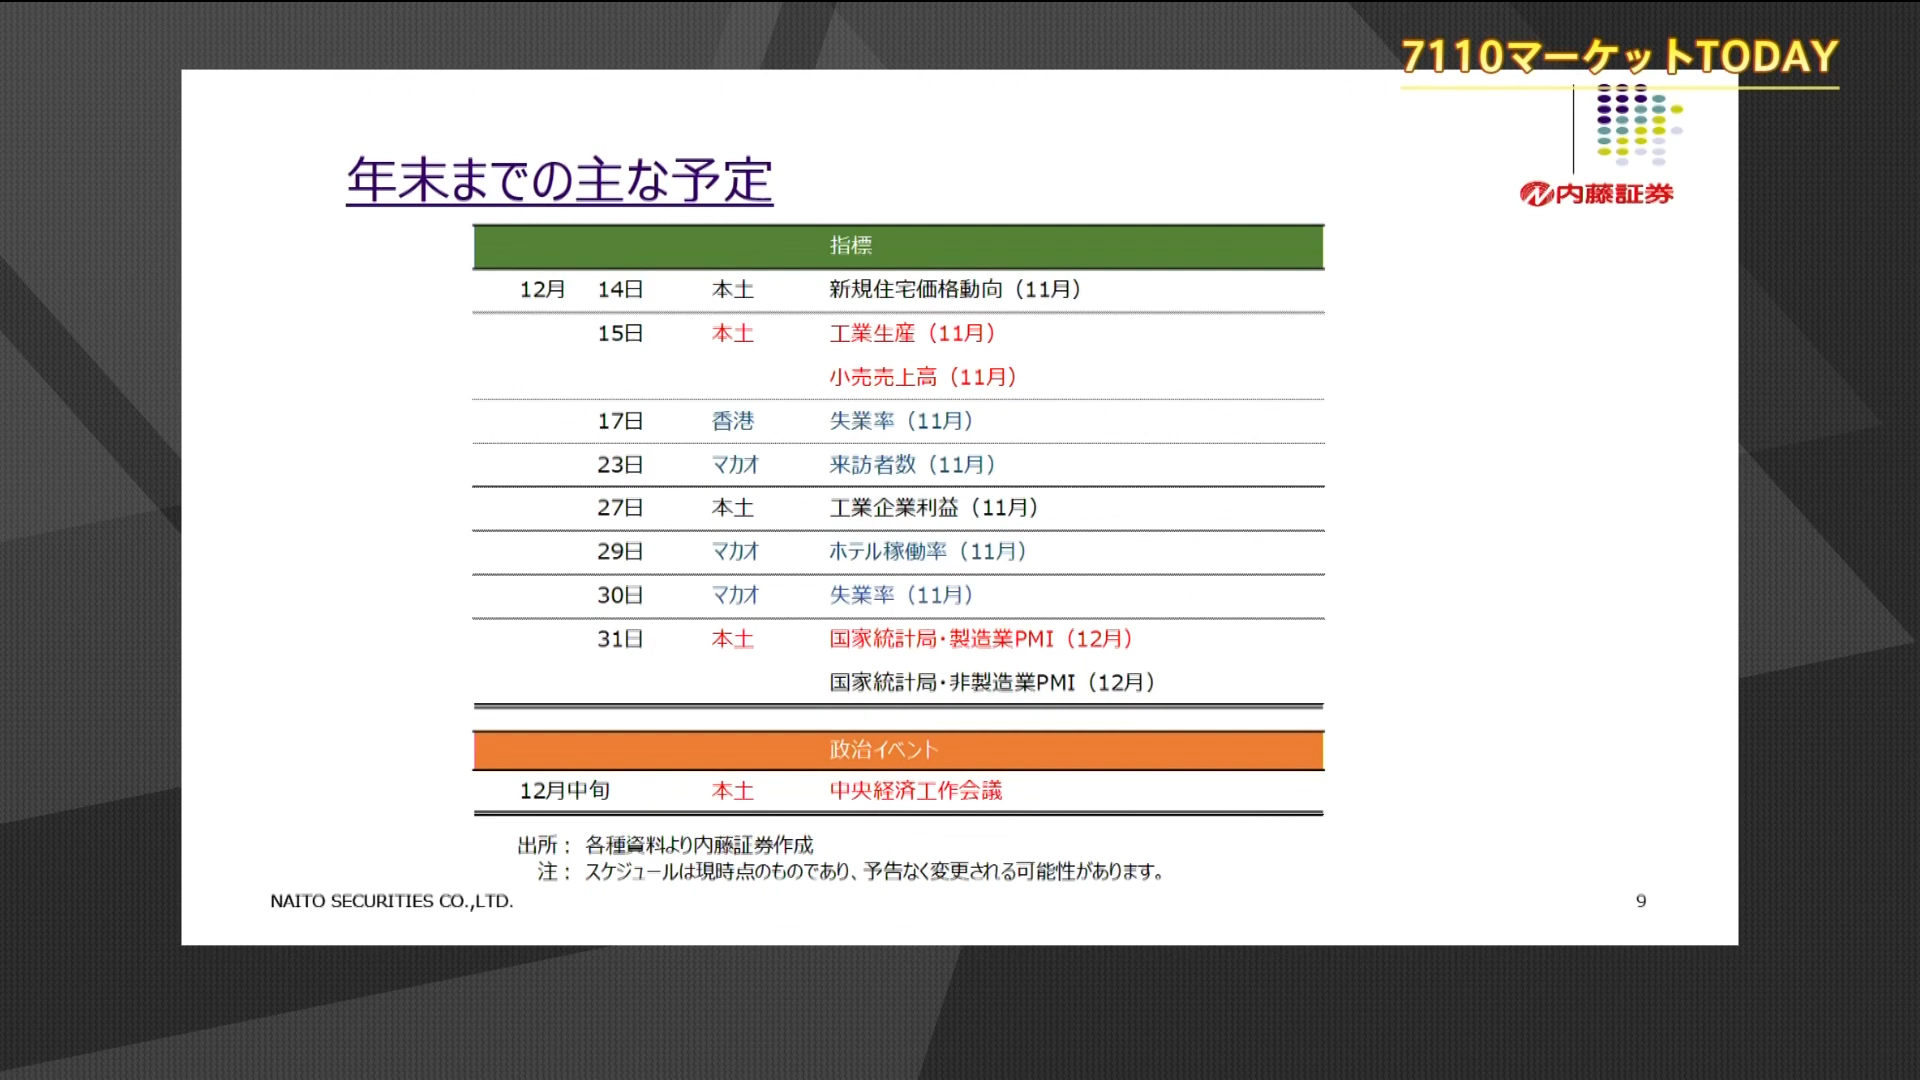 7110マーケットTODAY
内藤証券
年末までの主な予定
指標
12月 14日 本土 新規住宅価格動向（11月）
15日 本土 工業生産（11月）
小売売上高（11月）
17日 香港 失業率（11月）
23日 マカオ 来訪者数（11月）
27日 本土 工業企業利益（11月）
29日 マカオ ホテル稼働率（11月）
30日 マカオ 失業率（11月）
31日 本土 国家統計局・製造業PMI（12月）
国家統計局・非製造業PMI（12月）
政治イベント
12月中旬 本土 中央経済工作会議
出所： 各種資料より内藤証券作成
注： スケジュールは現時点のものであり、予告なく変更される可能性があります。
NAITO SECURITIES CO.,LTD. 9